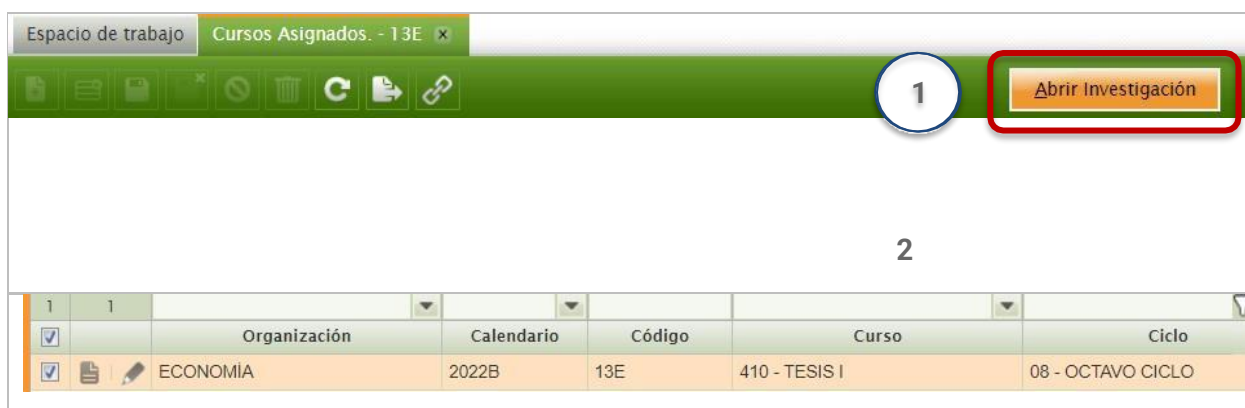 Espacio de trabajo Cursos Asignados. - 13E
1 Abrir Investigación
2
1 1
Organización Calendario Código Curso Ciclo
ECONOMÍA 2022B 13E 410 - TESIS I 08 - OCTAVO CICLO